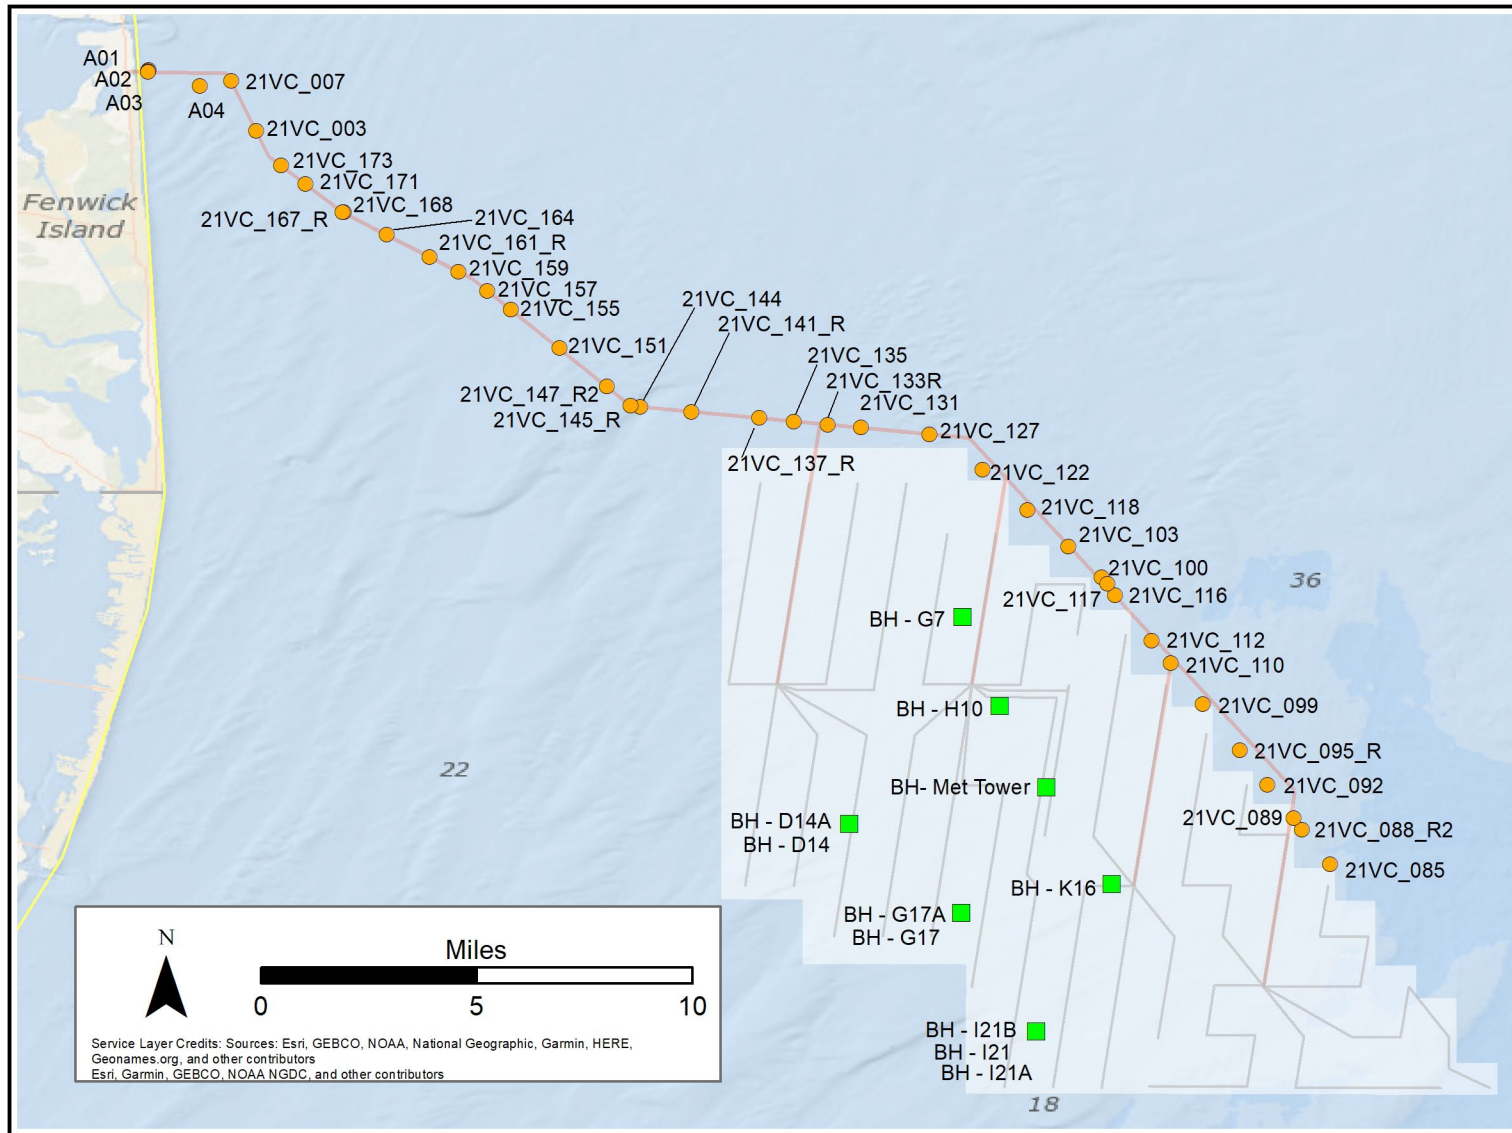 A01
A02
A03
A04
21VC_007
21VC_003
21VC_173
21VC_171
21VC_168
21VC_167_R
Fenwick
Island
21VC_164
21VC_161_R
21VC_159
21VC_157
21VC_155
21VC_144
21VC_141_R
21VC_151
21VC_135
21VC_133R
21VC_131
21VC_147_R2
21VC_145_R
21VC_127
21VC_137_R
21VC_122
21VC_118
21VC_103
21VC_100
36
21VC_117
21VC_116
BH - G7
21VC_112
21VC_110
BH - H10
21VC_099
21VC_095_R
22
BH- Met Tower
21VC_092
BH - D14A
BH - D14
21VC_089
21VC_088_R2
21VC_085
BH - K16
BH - G17A
BH - G17
N
Miles
0 5 10
BH - I21B
BH - I21
BH - I21A
Service Layer Credits: Sources: Esri, GEBCO, NOAA, National Geographic, Garmin, HERE,
Geonames.org, and other contributors
Esri, Garmin, GEBCO, NOAA NGDC, and other contributors
18